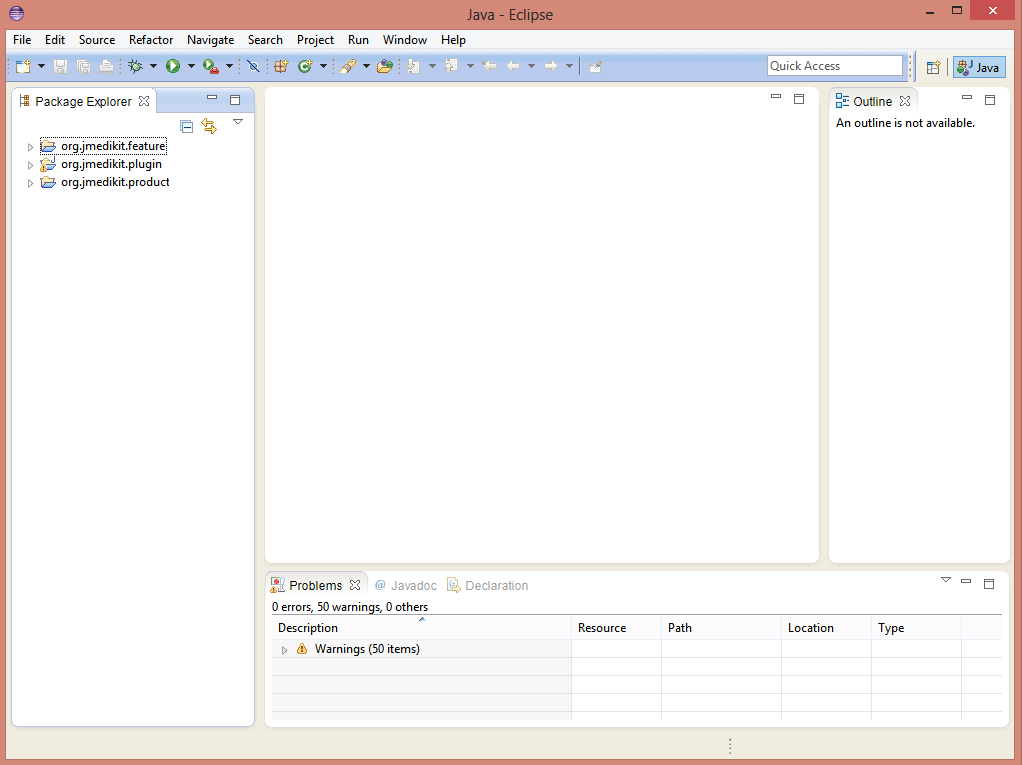 Java - Eclipse
File Edit Source Refactor Navigate Search Project Run Window Help
Quick Access
Java
Package Explorer
org.jmedikit.feature
org.jmedikit.plugin
org.jmedikit.product
Outline
An outline is not available.
Problems @ Javadoc Declaration
0 errors, 50 warnings, 0 others
Description Resource Path Location Type
Warnings (50 items)